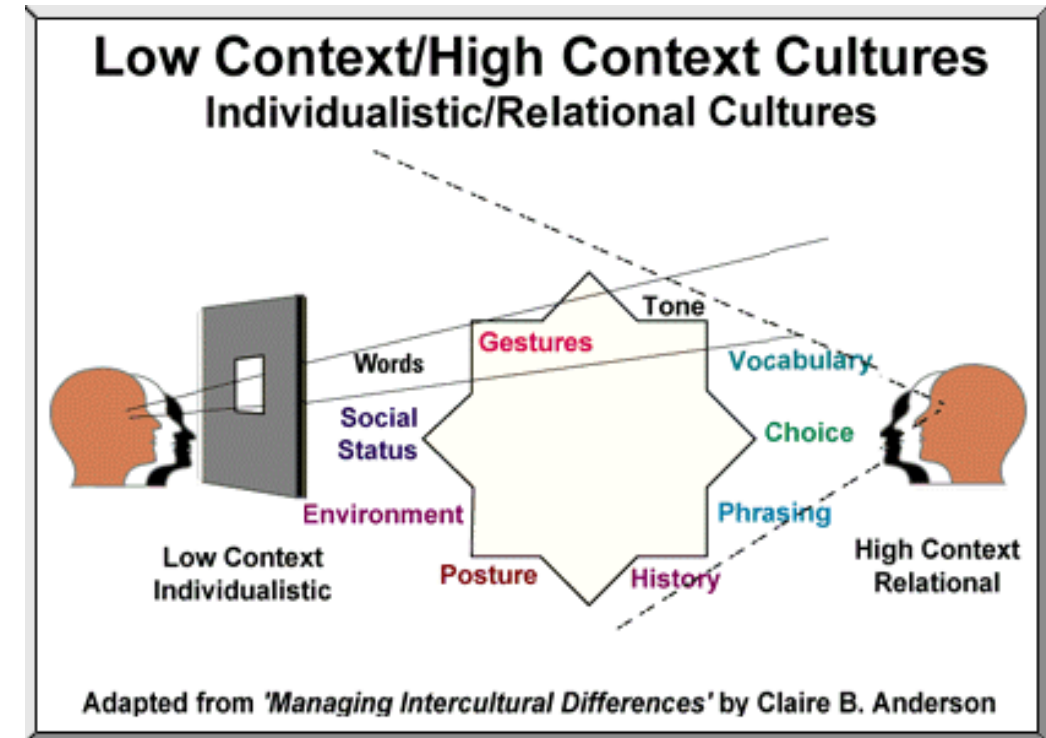 Low Context/High Context Cultures
Individualistic/Relational Cultures
Tone
Gestures
Words
Vocabulary
Social
Status
Choice
Environment
Phrasing
Posture
History
Low Context
Individualistic
High Context
Relational
Adapted from 'Managing Intercultural Differences' by Claire B. Anderson